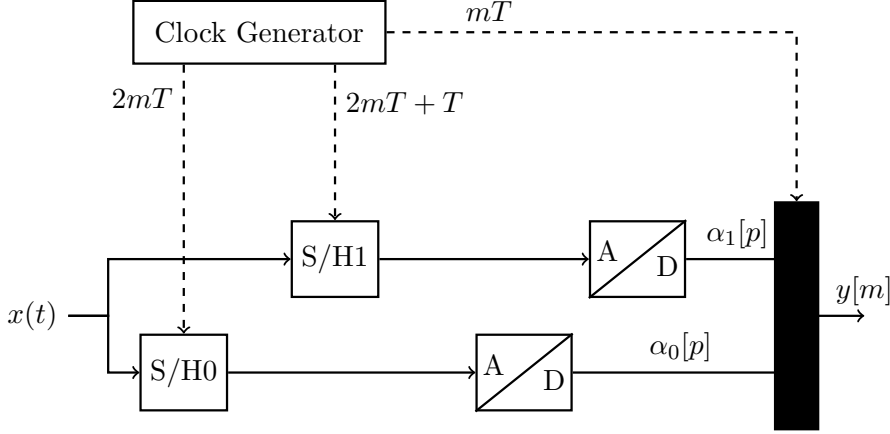 mT
Clock Generator
2mT
2mT + T
S/H1
A
D
α₁[p]
x(t)
y[m]
S/H0
A
D
α₀[p]